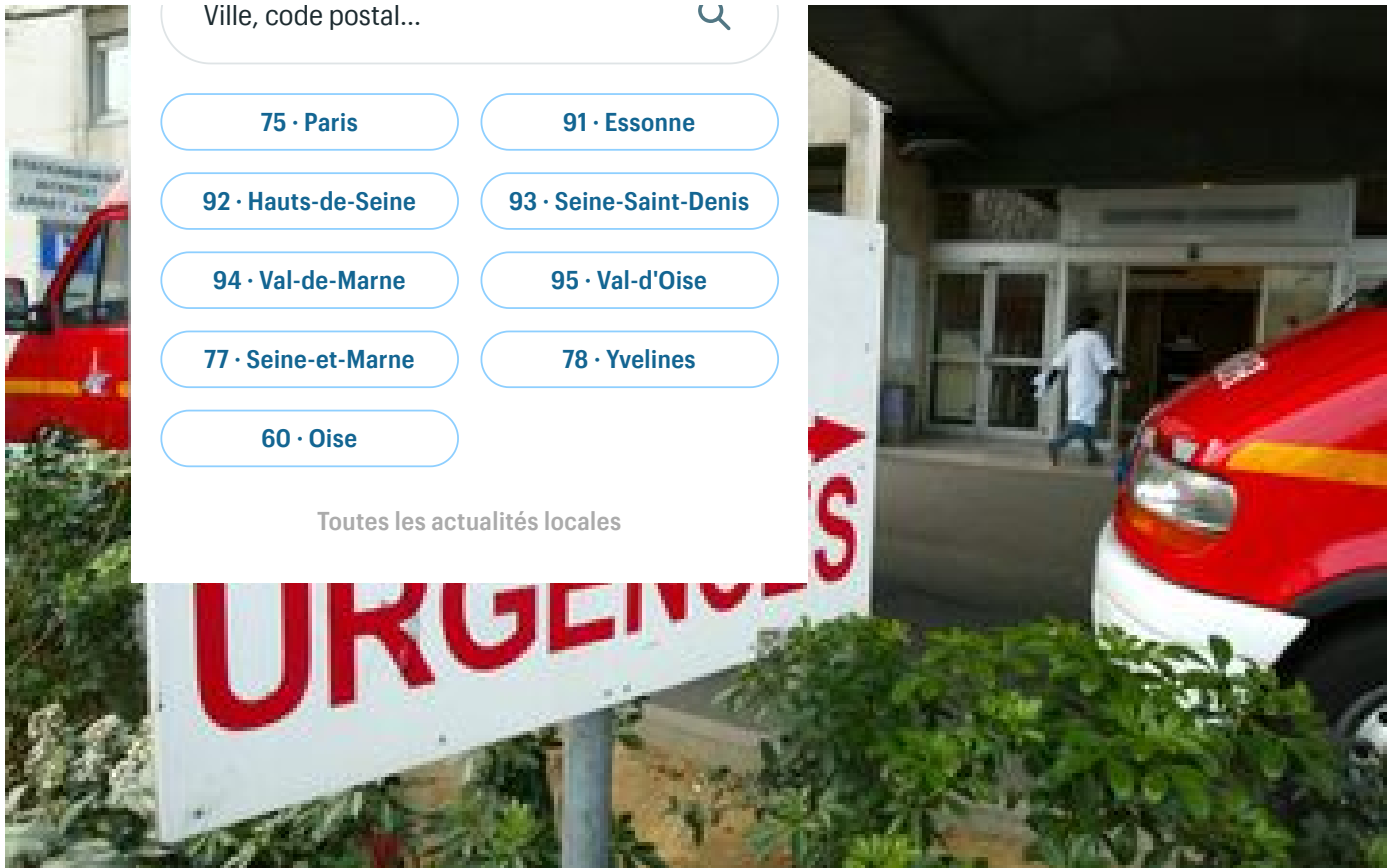 Ville, code postal...
75 · Paris
91 · Essonne
92 · Hauts-de-Seine
93 · Seine-Saint-Denis
94 · Val-de-Marne
95 · Val-d'Oise
77 · Seine-et-Marne
78 · Yvelines
60 · Oise
Toutes les actualités locales
URGENCES